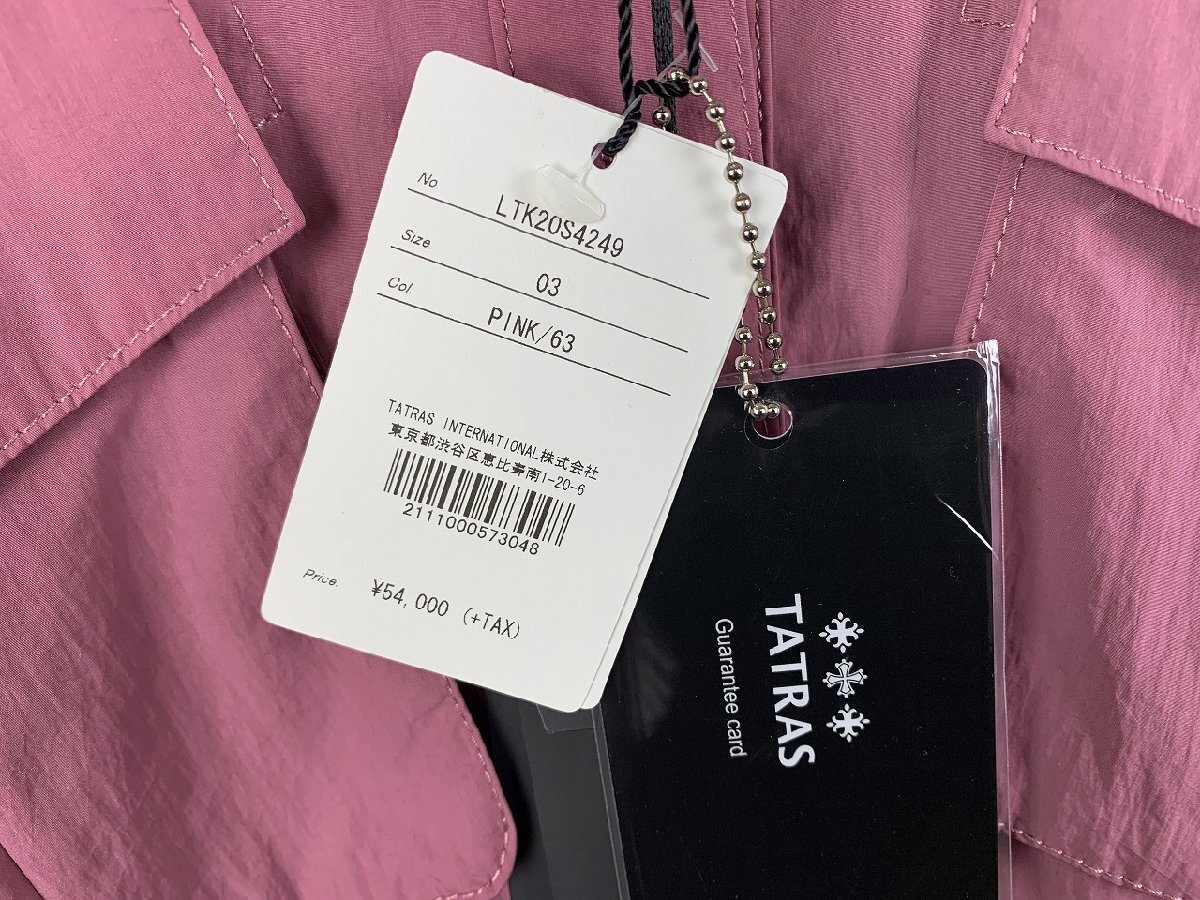 No LTK20S4249
Size 03
Col PINK/63
TATRAS INTERNATIONAL株式会社
東京都渋谷区恵比寿南1-20-6
2111000573048
Price. ¥54,000 (+TAX)
TATRAS
Guarantee card